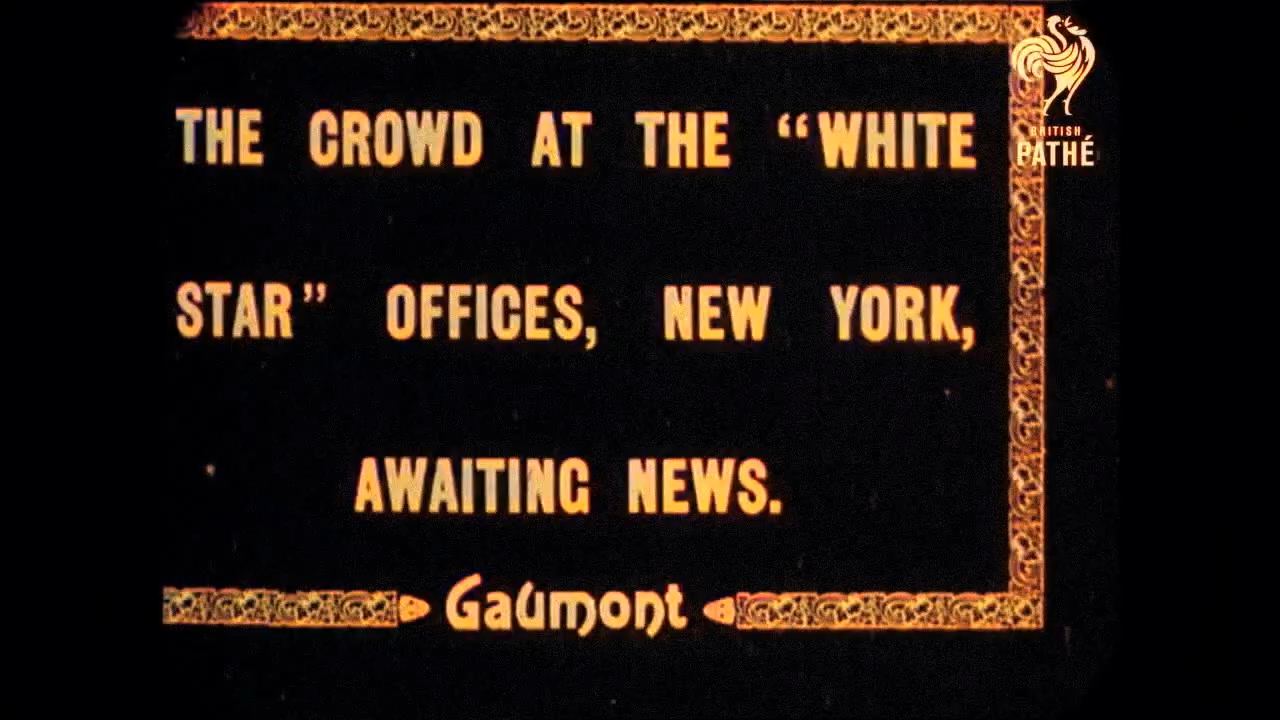 THE CROWD AT THE “WHITE
STAR” OFFICES, NEW YORK,
AWAITING NEWS.
Gaumont
BRITISH
PATHÉ